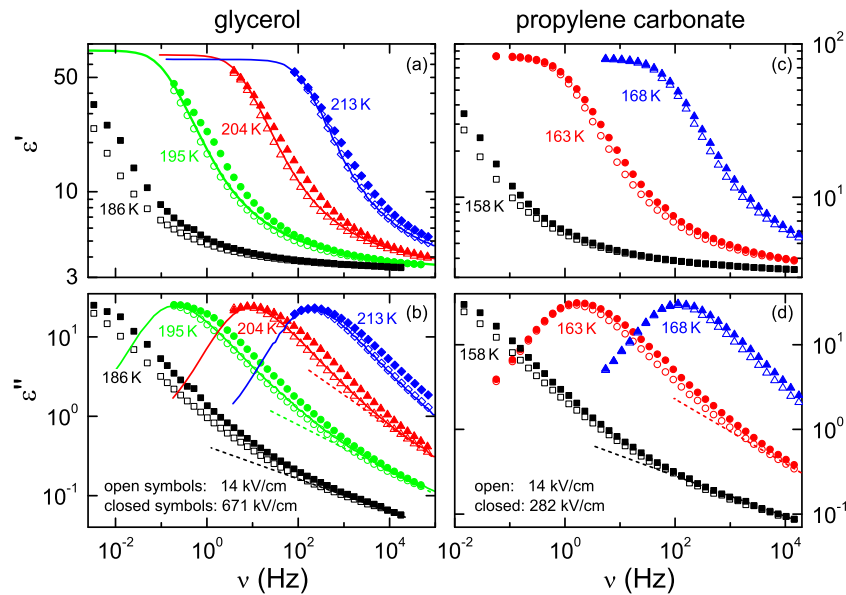 glycerol
propylene carbonate
(a)
(c)
50
10
3
ε'
186 K
195 K
204 K
213 K
158 K
163 K
168 K
10²
10¹
(b)
(d)
10¹
10⁰
10⁻¹
ε''
186 K
195 K
204 K
213 K
158 K
163 K
168 K
10¹
10⁰
10⁻¹
open symbols: 14 kV/cm
closed symbols: 671 kV/cm
open: 14 kV/cm
closed: 282 kV/cm
10⁻² 10⁰ 10² 10⁴
10⁻² 10⁰ 10² 10⁴
ν (Hz)
ν (Hz)